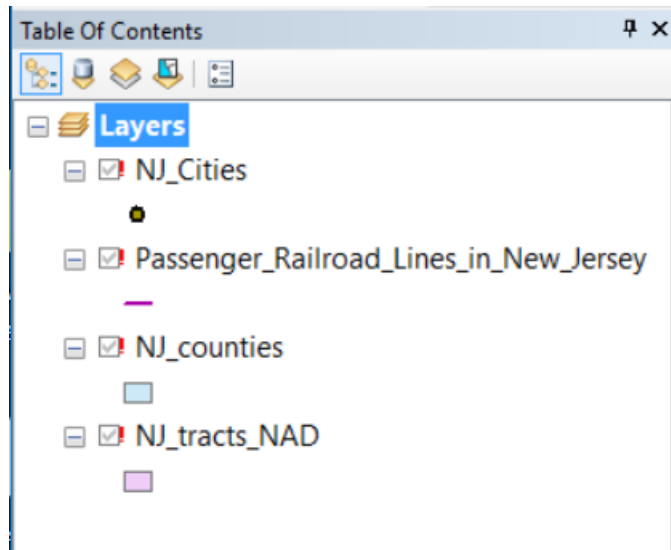 Table Of Contents
Layers
NJ_Cities
Passenger_Railroad_Lines_in_New_Jersey
NJ_counties
NJ_tracts_NAD